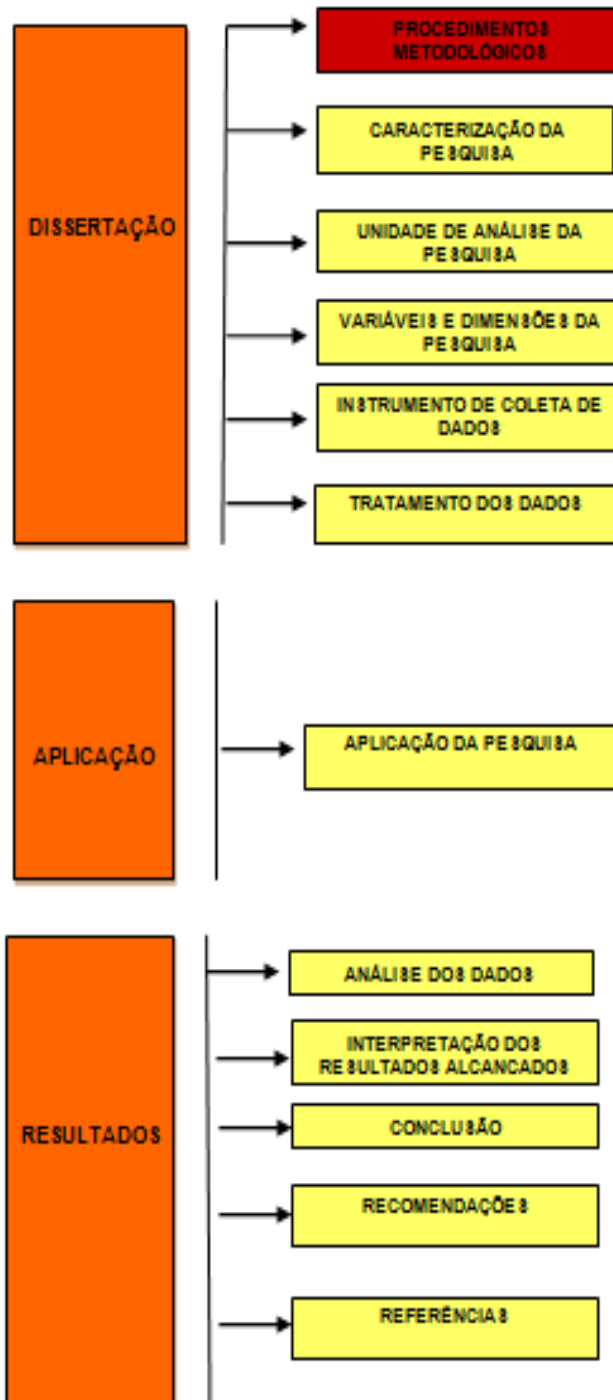 PROCEDIMENTOS
METODOLÓGICOS
CARACTERIZAÇÃO DA
PESQUISA
DISSERTAÇÃO
UNIDADE DE ANÁLISE DA
PESQUISA
VARIÁVEIS E DIMENSÕES DA
PESQUISA
INSTRUMENTO DE COLETA DE
DADOS
TRATAMENTO DOS DADOS
APLICAÇÃO
APLICAÇÃO DA PESQUISA
RESULTADOS
ANÁLISE DOS DADOS
INTERPRETAÇÃO DOS
RESULTADOS ALCANCADOS
CONCLUSÃO
RECOMENDAÇÕES
REFERÊNCIAS